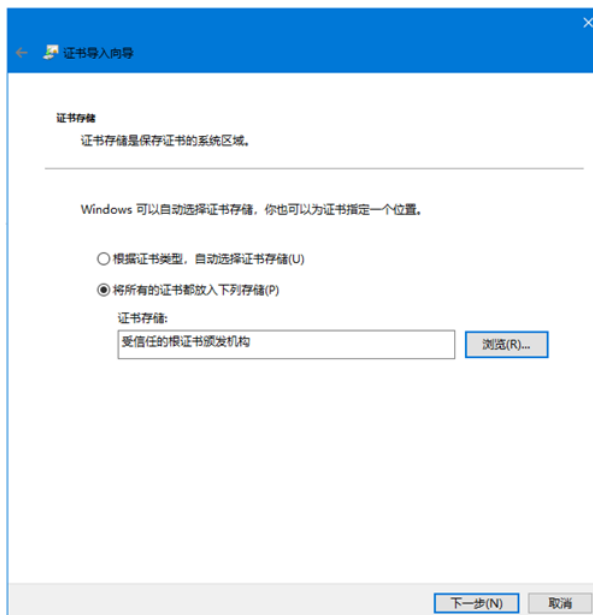 证书导入向导
证书存储
证书存储是保存证书的系统区域。
Windows 可以自动选择证书存储，你也可以为证书指定一个位置。
根据证书类型，自动选择证书存储(U)
将所有的证书都放入下列存储(P)
证书存储:
受信任的根证书颁发机构
浏览(R)...
下一步(N)
取消